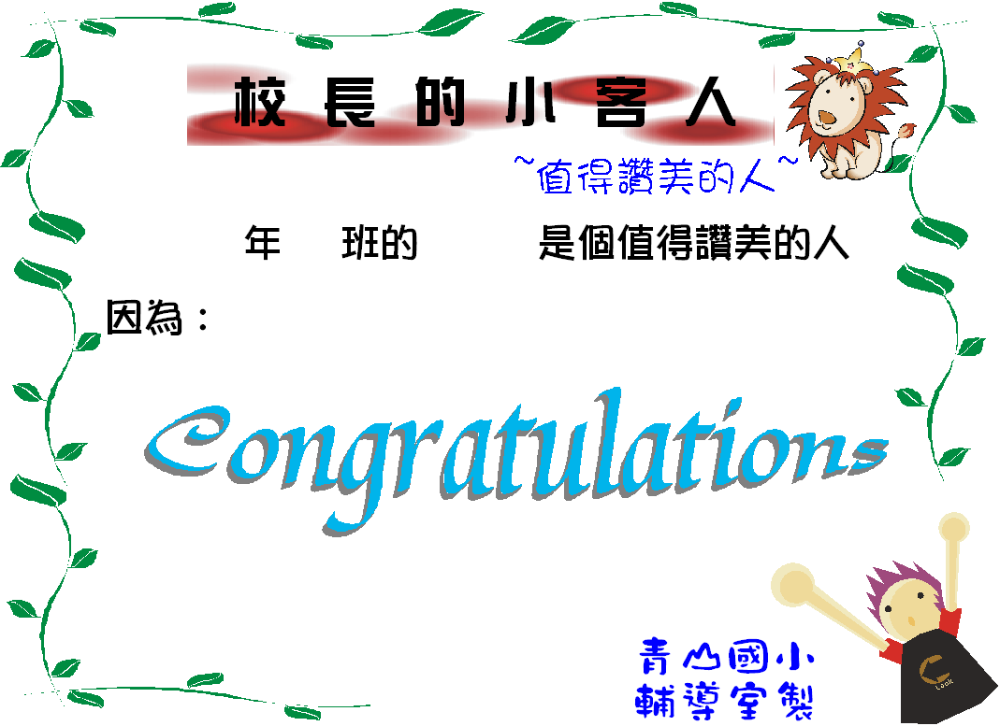 校長的小客人
~值得讚美的人~
年 班的 是個值得讚美的人
因為：
Congratulations
青山國小
輔導室製
C
Look